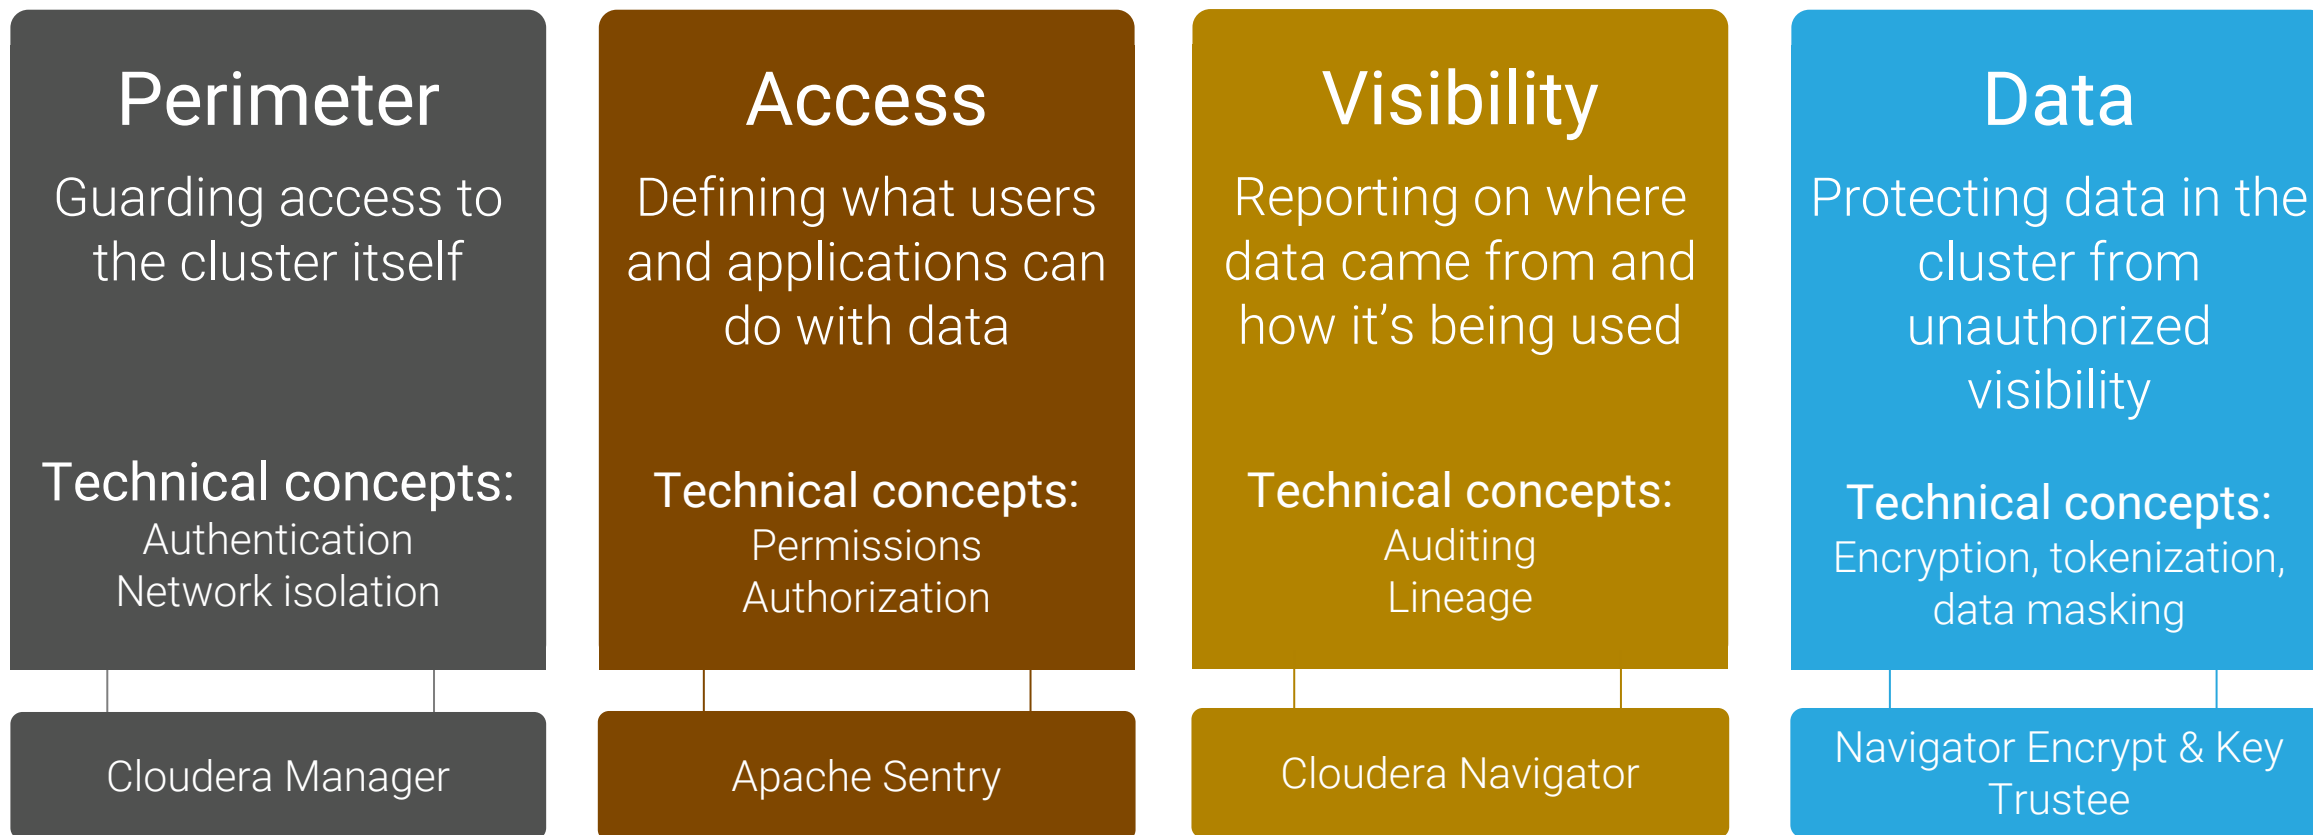 Perimeter
Guarding access to
the cluster itself
Technical concepts:
Authentication
Network isolation
Cloudera Manager
Access
Defining what users
and applications can
do with data
Technical concepts:
Permissions
Authorization
Apache Sentry
Visibility
Reporting on where
data came from and
how it’s being used
Technical concepts:
Auditing
Lineage
Cloudera Navigator
Data
Protecting data in the
cluster from
unauthorized
visibility
Technical concepts:
Encryption, tokenization,
data masking
Navigator Encrypt & Key
Trustee